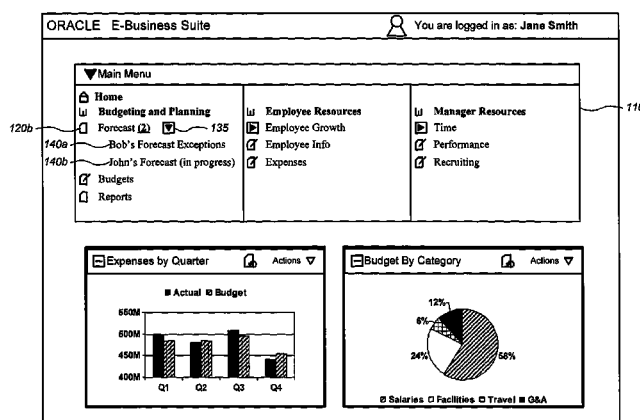 ORACLE E-Business Suite
You are logged in as: Jane Smith
Main Menu
Home
Budgeting and Planning
Forecast (2)
135
Bob's Forecast Exceptions
John's Forecast (in progress)
Budgets
Reports
Employee Resources
Employee Growth
Employee Info
Expenses
Manager Resources
Time
Performance
Recruiting
120b
140a
140b
Expenses by Quarter
Actions
Actual Budget
550M
500M
450M
400M
Q1 Q2 Q3 Q4
Budget By Category
Actions
12%
6%
24%
58%
Salaries Facilities Travel G&A